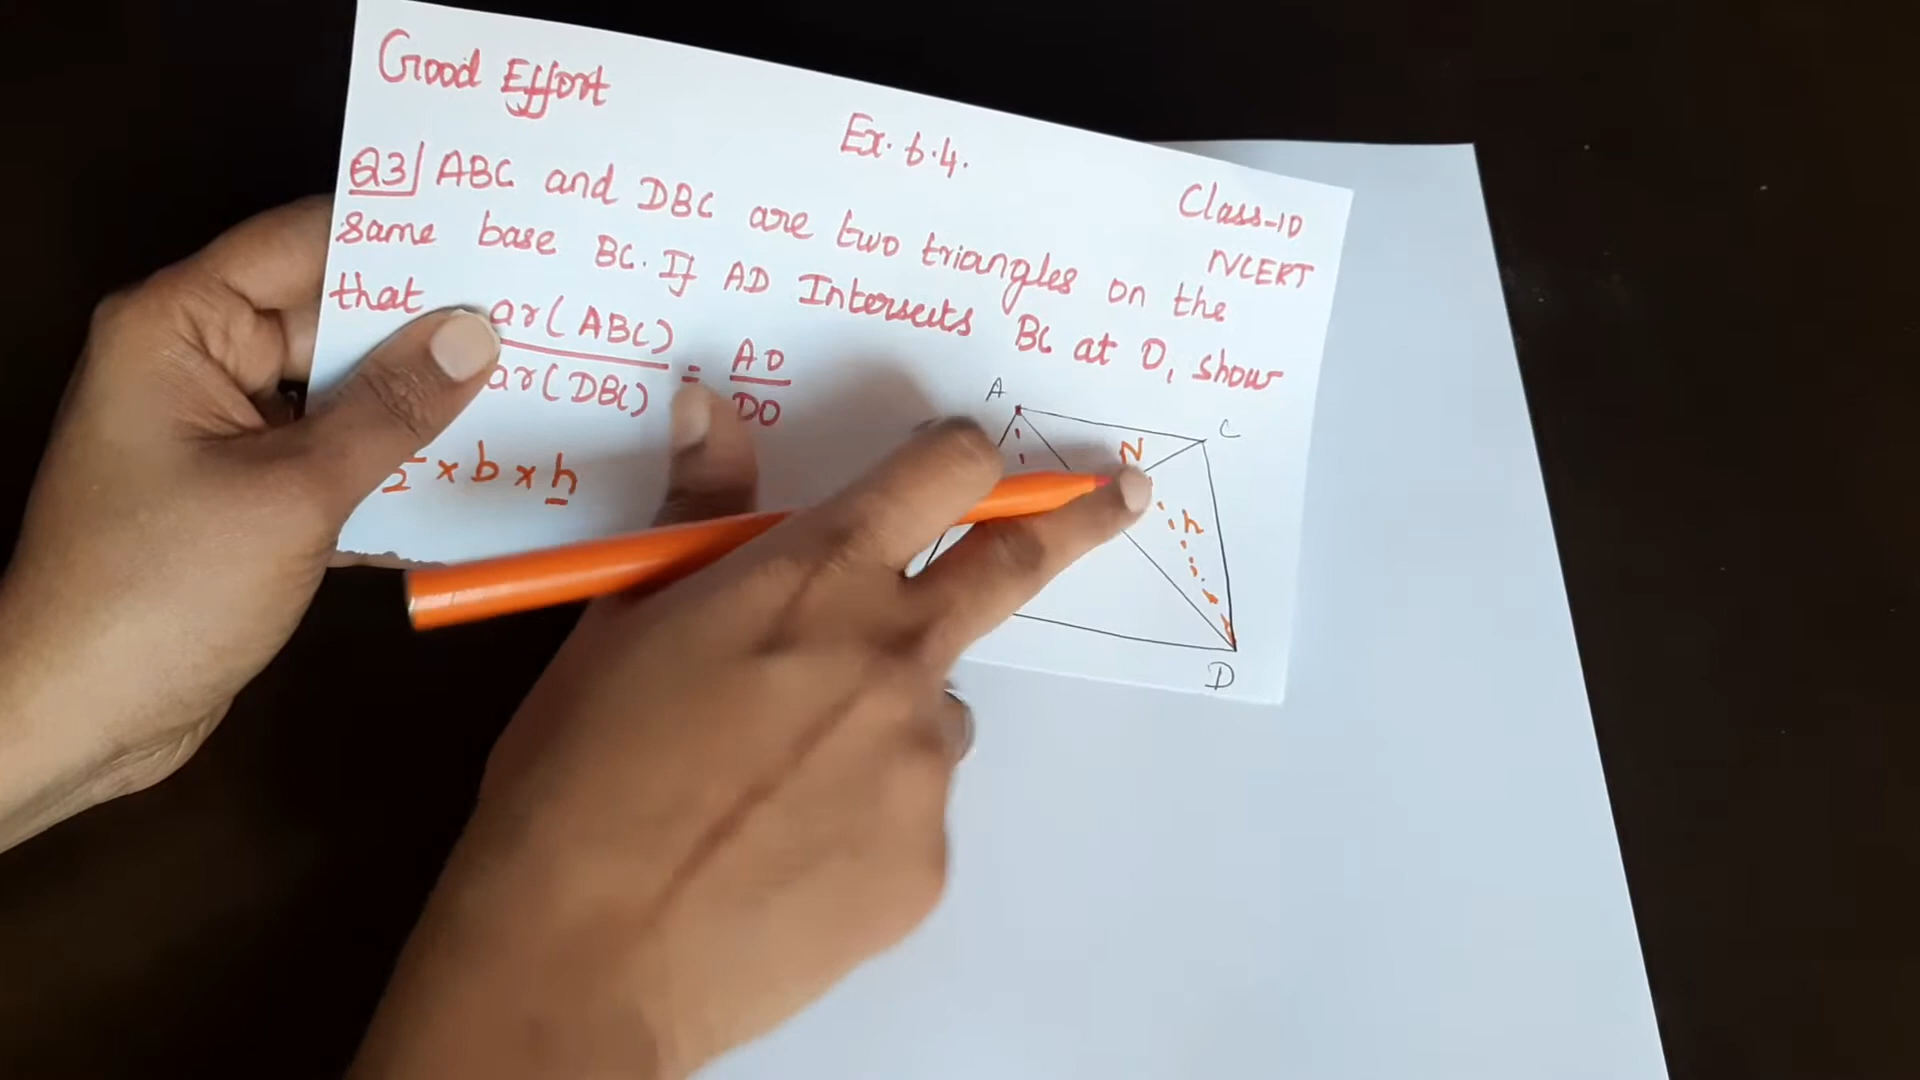 Good Effort
Ex. 6.4.
Class-10
NCERT
Q3 ABC and DBC are two triangles on the
same base BC. If AD Intersects BC at O, show
that ar(ABC) / ar(DBC) = AO / DO
2 × b × h
A
C
N
h
D